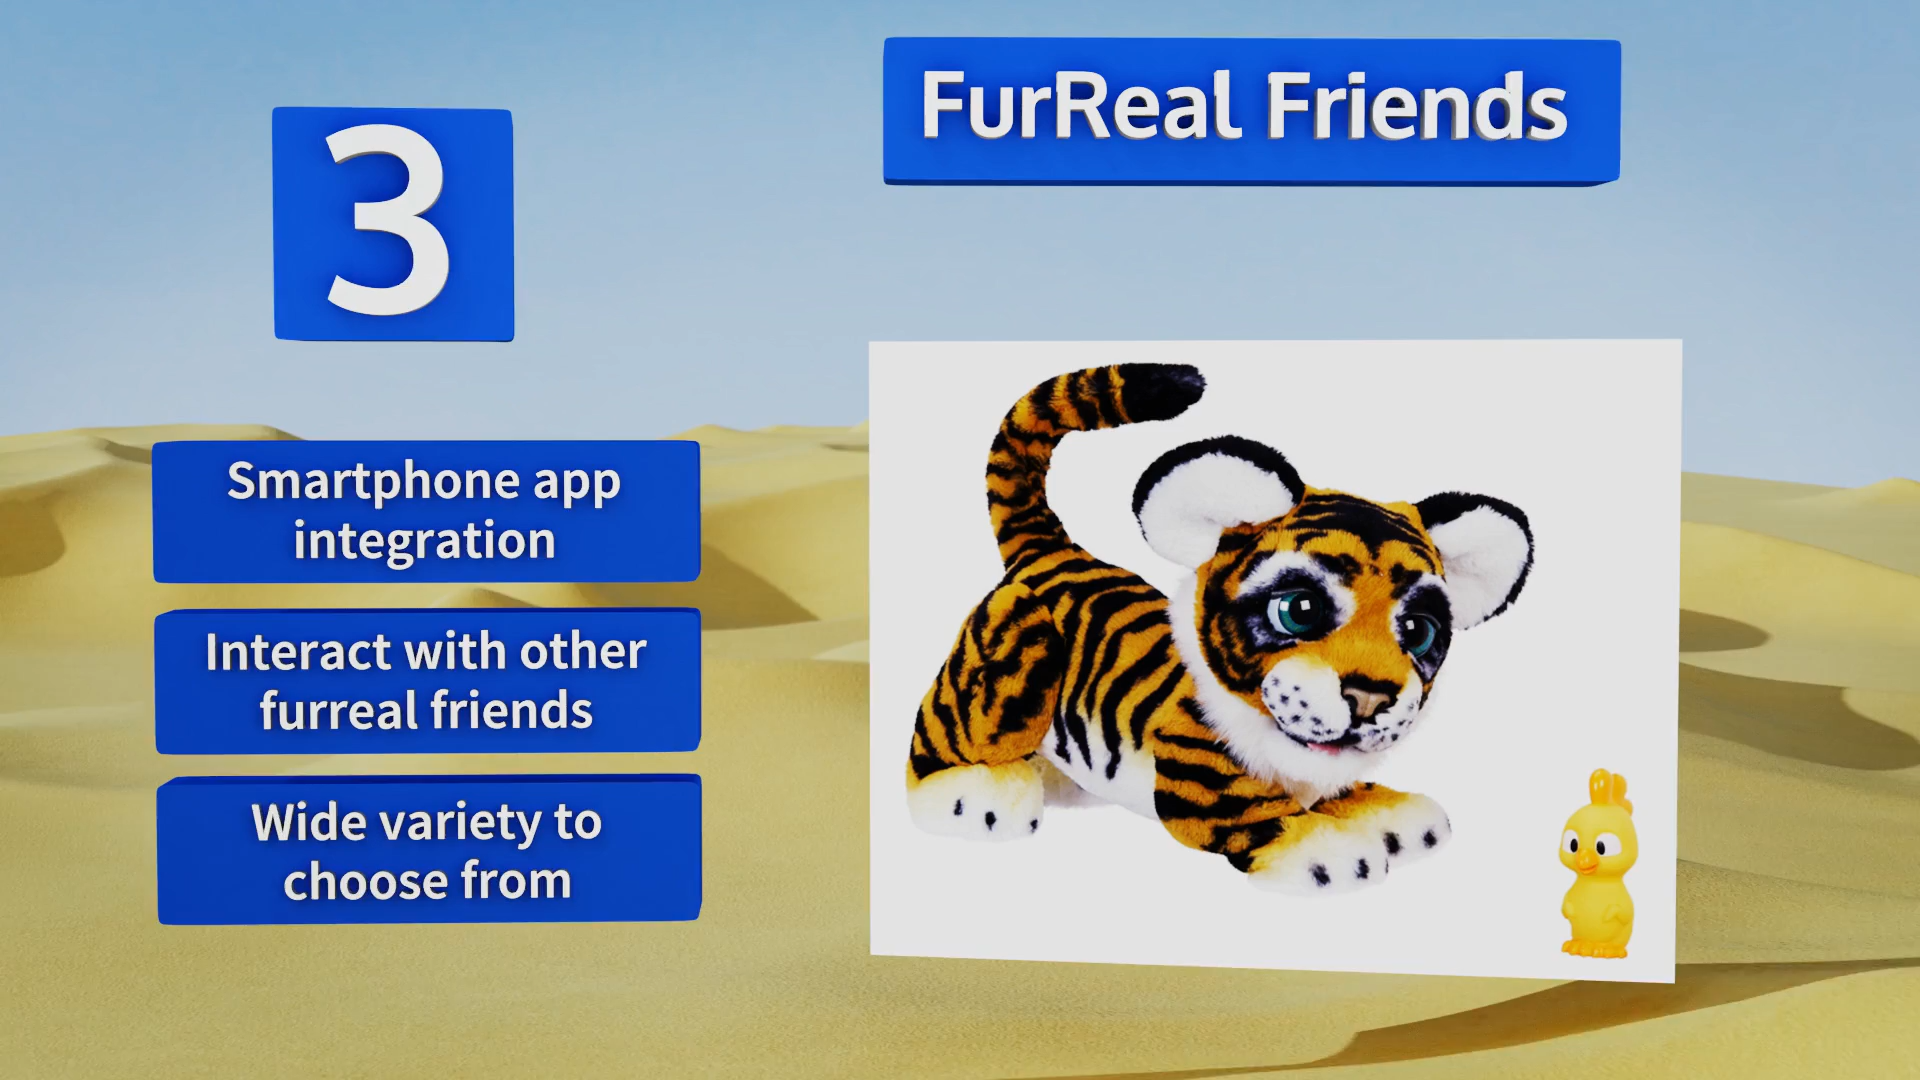 3
FurReal Friends
Smartphone app
integration
Interact with other
furreal friends
Wide variety to
choose from